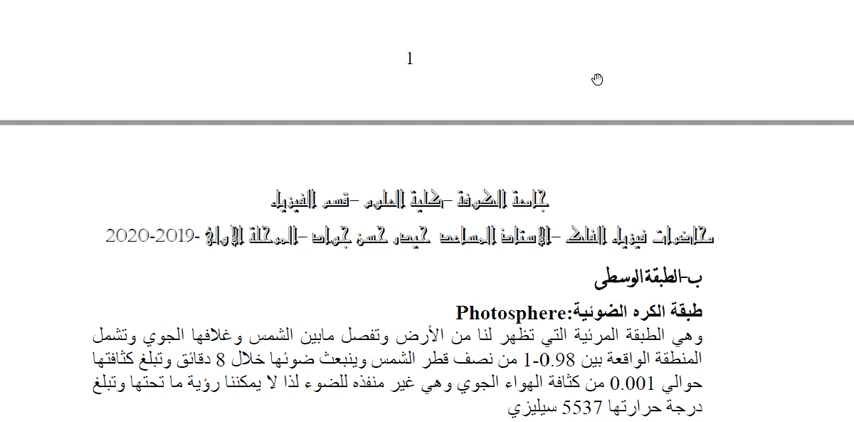 1
جامعة الكوفة –كلية العلوم –قسم الفيزياء
محاضرات فيزياء الفلك –الاستاذ المساعد حيدر حسن جواد –المرحلة الاولى -2019-2020
ب-الطبقة الوسطى
طبقة الكره الضوئية:Photosphere
وهي الطبقة المرئية التي تظهر لنا من الأرض وتفصل مابين الشمس وغلافها الجوي وتشمل
المنطقة الواقعة بين 0.98-1 من نصف قطر الشمس وينبعث ضوئها خلال 8 دقائق وتبلغ كثافتها
حوالي 0.001 من كثافة الهواء الجوي وهي غير منفذه للضوء لذا لا يمكننا رؤية ما تحتها وتبلغ
درجة حرارتها 5537 سيليزي